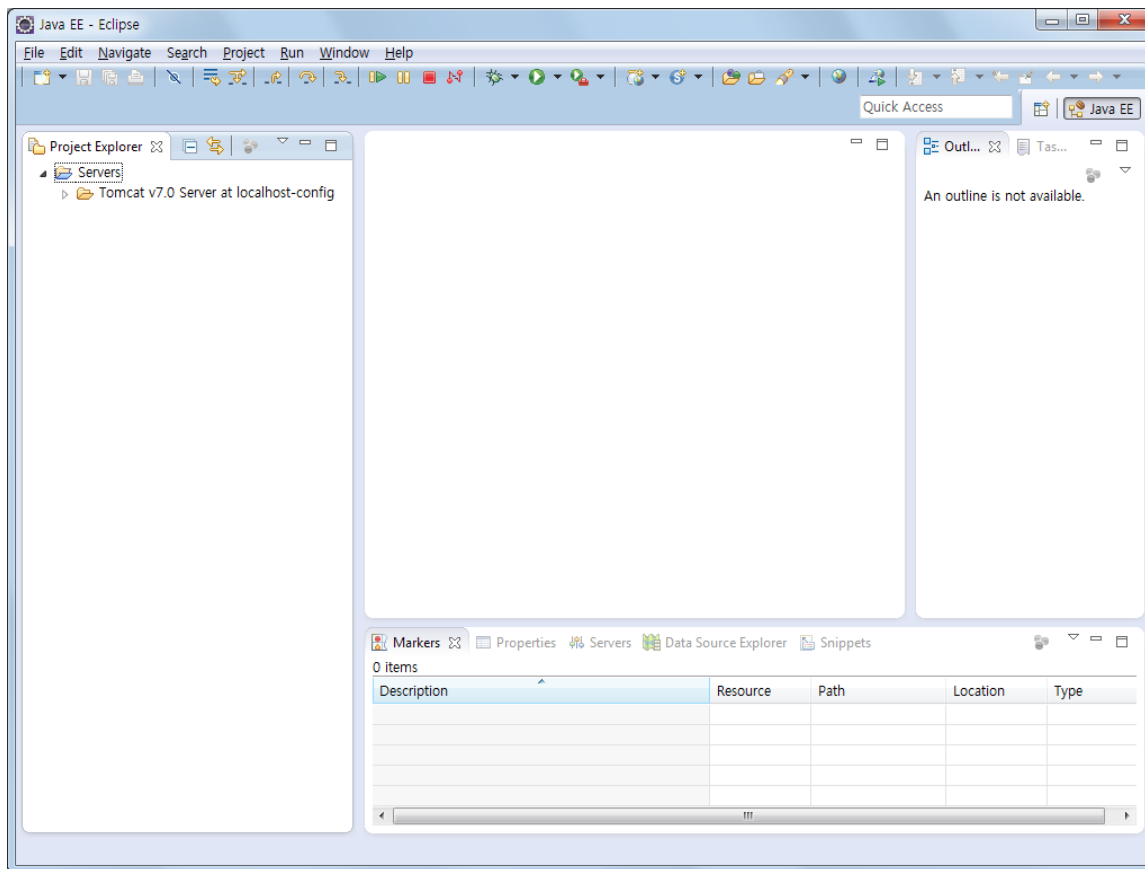 Java EE - Eclipse
File Edit Navigate Search Project Run Window Help
Quick Access
Java EE
Project Explorer
Servers
Tomcat v7.0 Server at localhost-config
Outl... Tas...
An outline is not available.
Markers Properties Servers Data Source Explorer Snippets
0 items
Description Resource Path Location Type